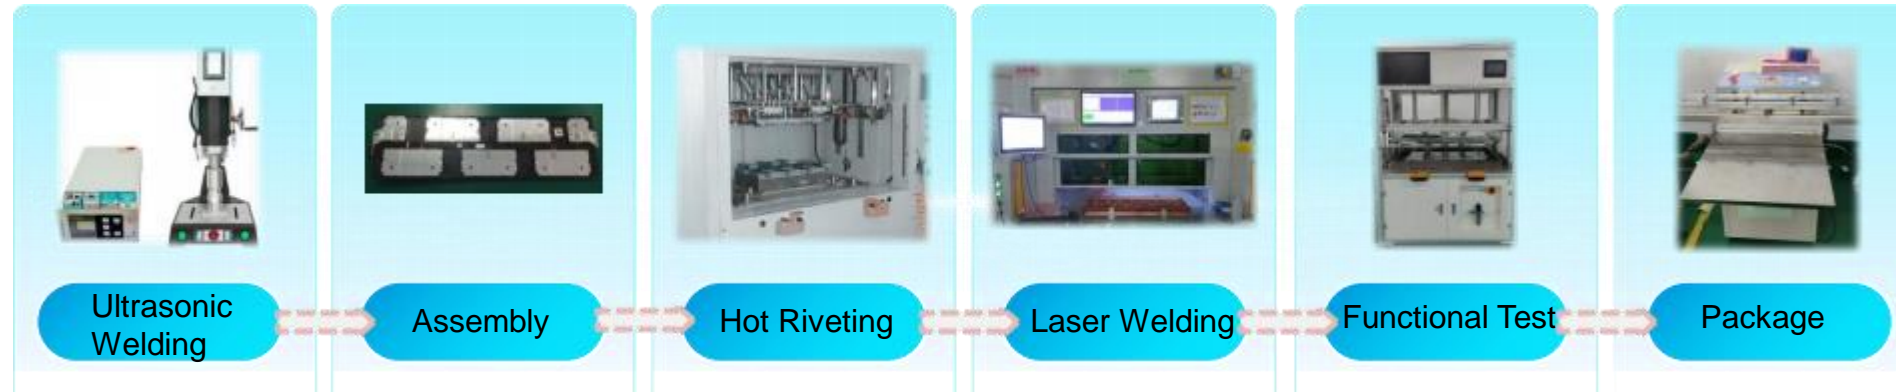 Ultrasonic
Welding
Assembly
Hot Riveting
Laser Welding
Functional Test
Package